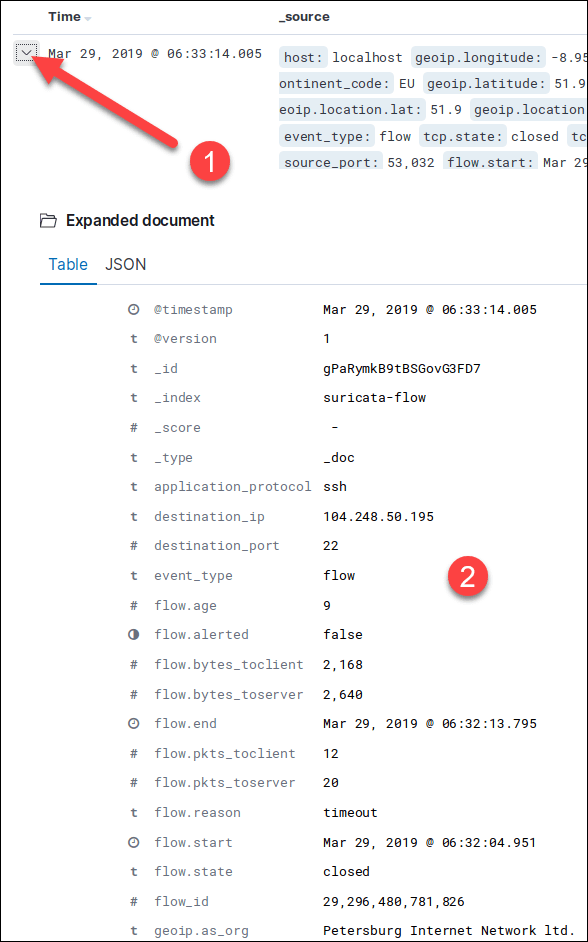 Time _source
Mar 29, 2019 @ 06:33:14.005 host: localhost geoip.longitude: -8.95
ontinent_code: EU geoip.latitude: 51.9
eoip.location.lat: 51.9 geoip.location
event_type: flow tcp.state: closed tc
source_port: 53,032 flow.start: Mar 29
1
Expanded document
Table JSON
@timestamp Mar 29, 2019 @ 06:33:14.005
t @version 1
t _id gPaRymkB9tBSGovG3FD7
t _index suricata-flow
# _score -
t _type _doc
t application_protocol ssh
t destination_ip 104.248.50.195
# destination_port 22
t event_type flow
2
# flow.age 9
flow.alerted false
# flow.bytes_toclient 2,168
# flow.bytes_toserver 2,640
flow.end Mar 29, 2019 @ 06:32:13.795
# flow.pkts_toclient 12
# flow.pkts_toserver 20
t flow.reason timeout
flow.start Mar 29, 2019 @ 06:32:04.951
t flow.state closed
# flow_id 29,296,480,781,826
t geoip.as_org Petersburg Internet Network ltd.